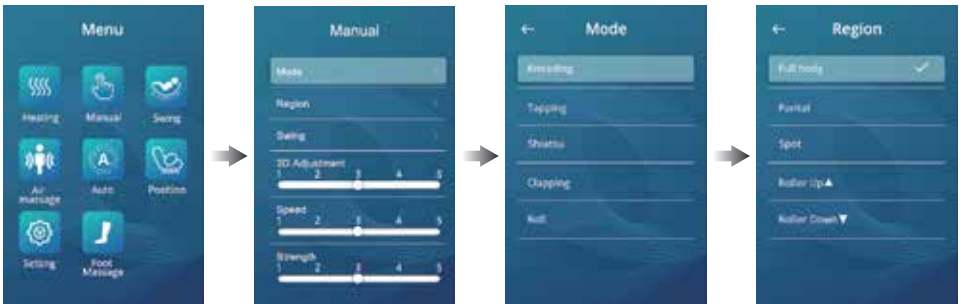 Menu
Heating Manual Swing
Air
massage
Auto Position
Setting Foot
Massage
Manual
Mode
Region
Swing
3D Adjustment
1 2 3 4 5
Speed
1 2 3 4 5
Strength
1 2 3 4 5
← Mode
Kneading
Tapping
Shiatsu
Clapping
Roll
← Region
Full body ✓
Partial
Spot
Roller Up▲
Roller Down▼